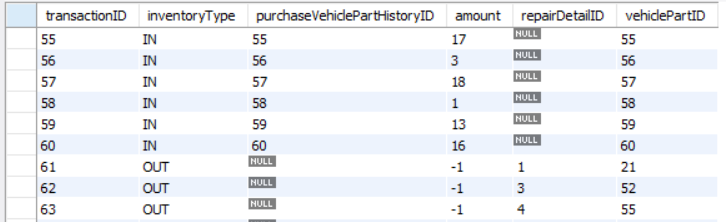 transactionID inventoryType purchaseVehiclePartHistoryID amount repairDetailID vehiclePartID
55 IN 55 17 NULL 55
56 IN 56 3 NULL 56
57 IN 57 18 NULL 57
58 IN 58 1 NULL 58
59 IN 59 13 NULL 59
60 IN 60 16 NULL 60
61 OUT NULL -1 1 21
62 OUT NULL -1 3 52
63 OUT NULL -1 4 55